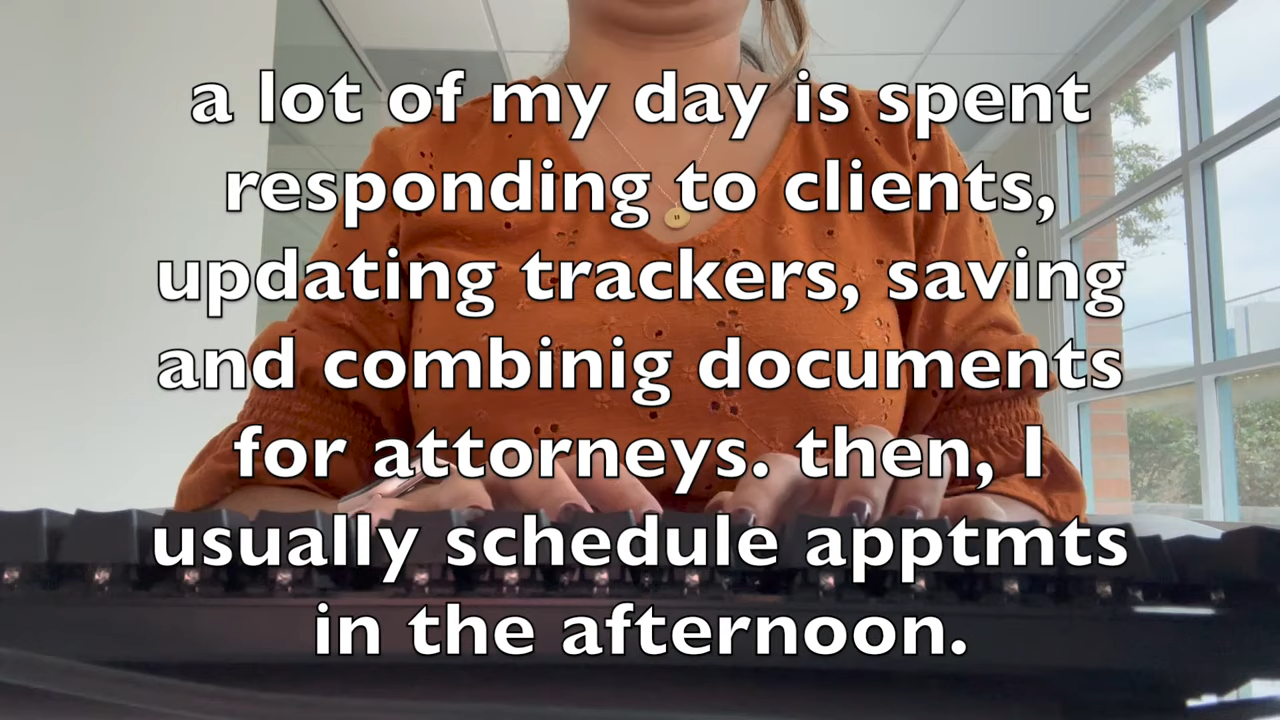 a lot of my day is spent
responding to clients,
updating trackers, saving
and combinig documents
for attorneys. then, I
usually schedule apptmts
in the afternoon.